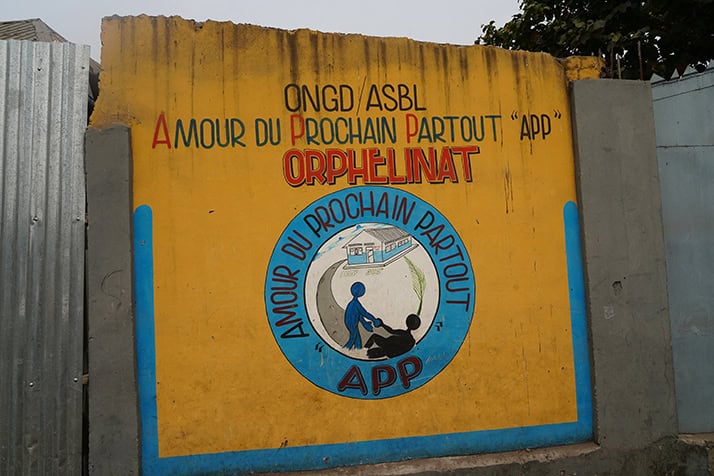 ONGD/ASBL
AMOUR DU PROCHAIN PARTOUT "APP"
ORPHELINAT
AMOUR DU PROCHAIN PARTOUT
"APP"